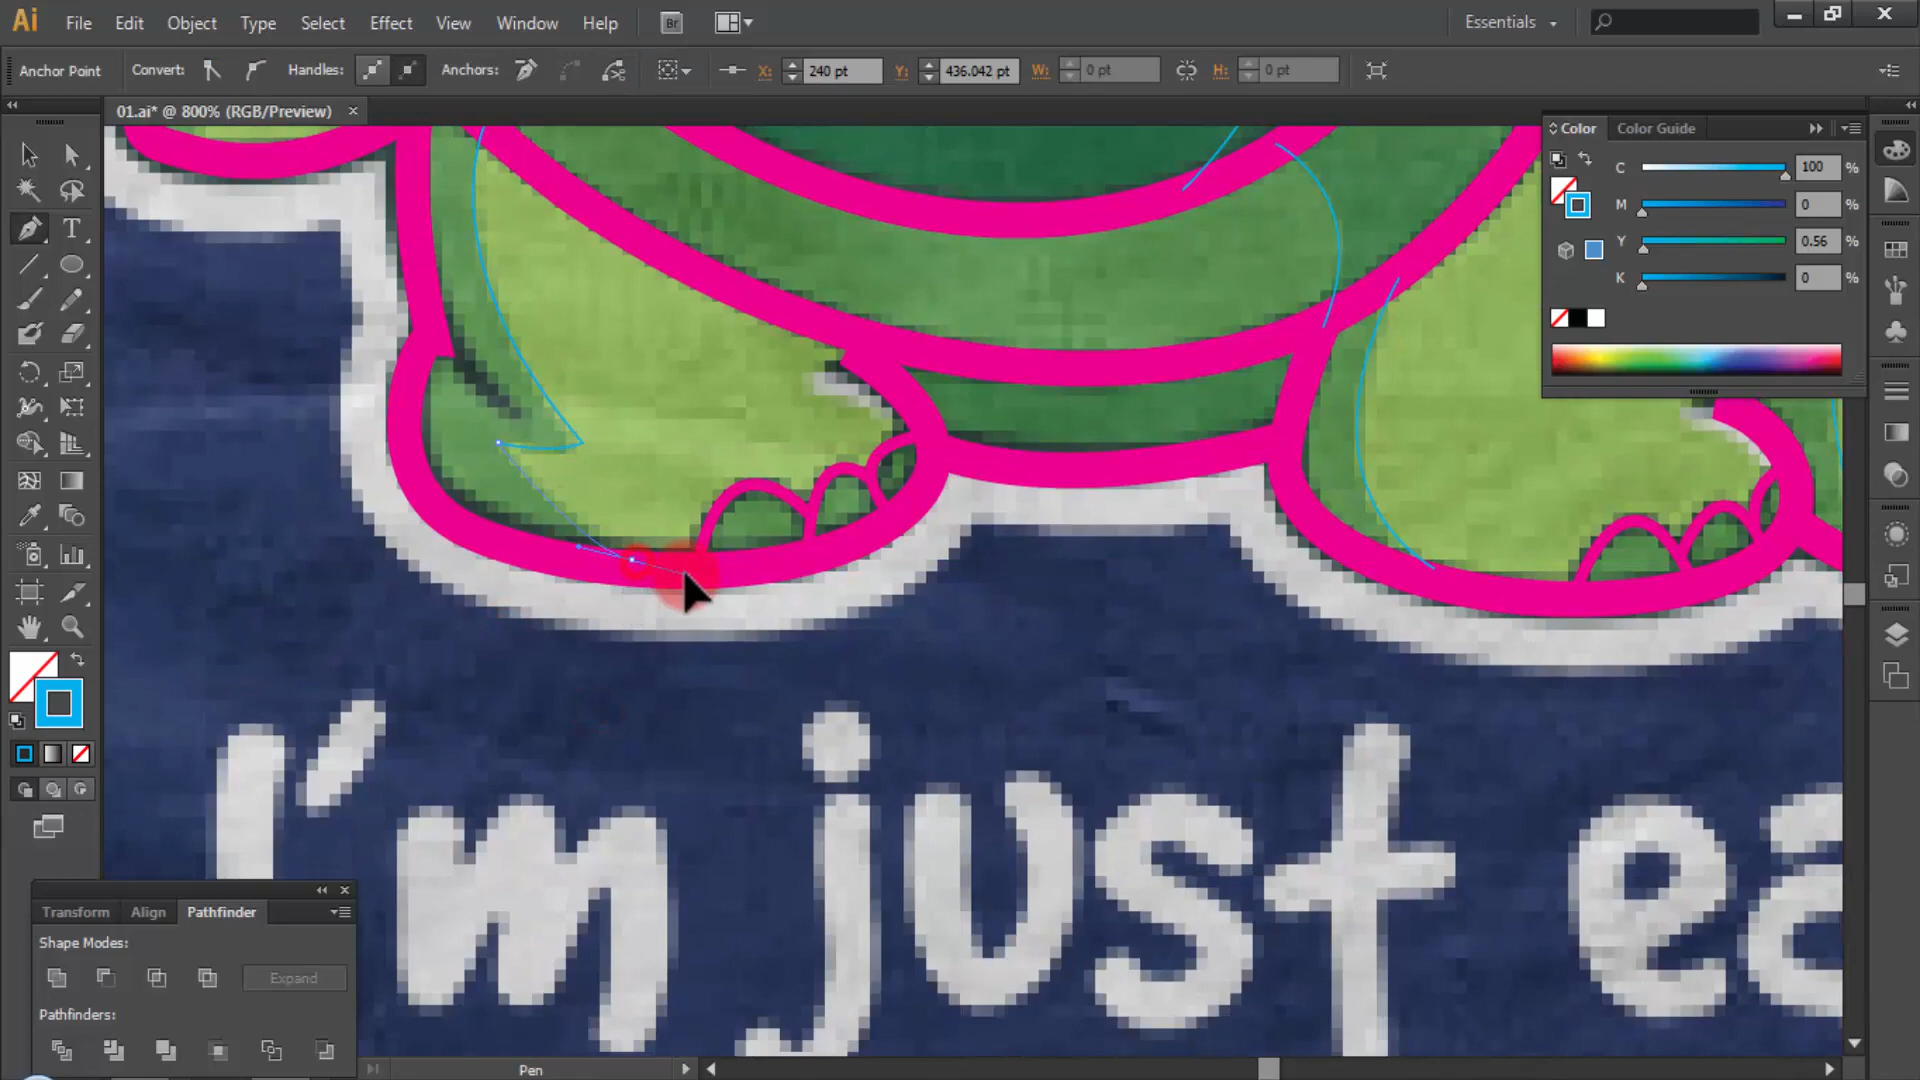 Ai File Edit Object Type Select Effect View Window Help Br Essentials
Anchor Point Convert: Handles: Anchors: X: 240 pt Y: 436.042 pt W: 0 pt H: 0 pt
01.ai* @ 800% (RGB/Preview)
Color Color Guide
C 100 %
M 0 %
Y 0.56 %
K 0 %
I'm just ea
Transform Align Pathfinder
Shape Modes:
Expand
Pathfinders:
Pen